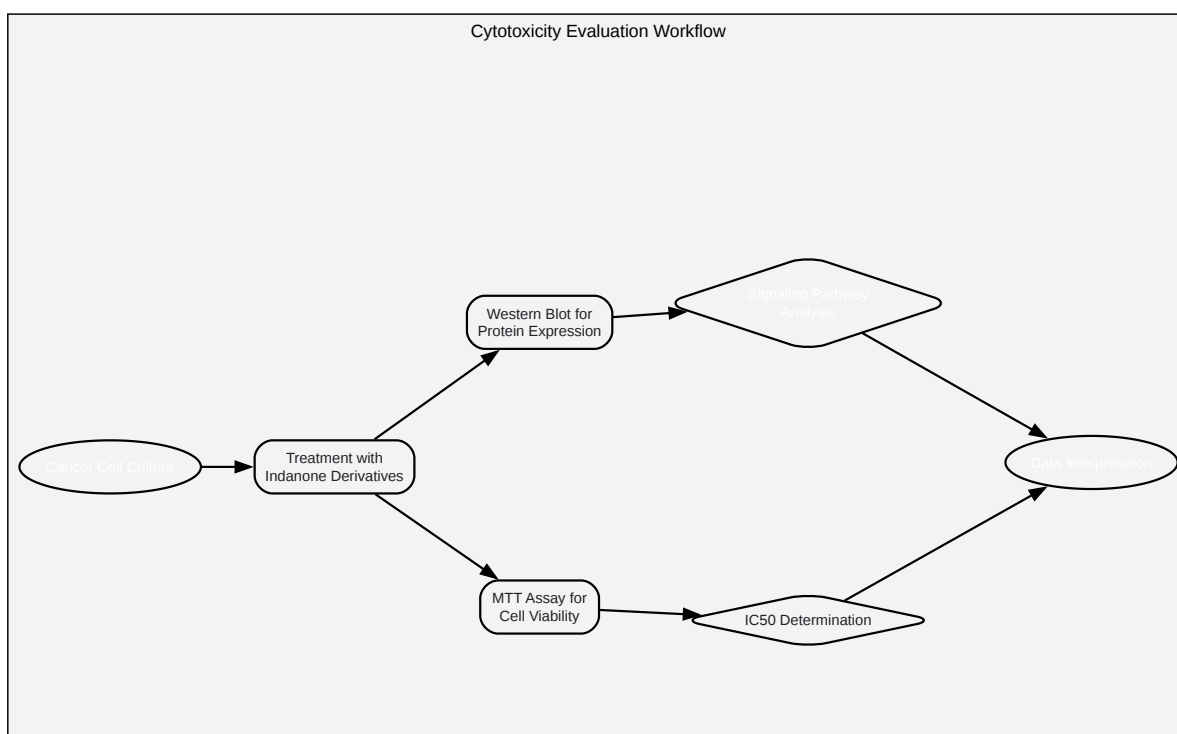 Cytotoxicity Evaluation Workflow
Signaling Pathway
Analysis
Western Blot for
Protein Expression
Cancer Cell Culture
Treatment with
Indanone Derivatives
Data Interpretation
MTT Assay for
Cell Viability
IC50 Determination